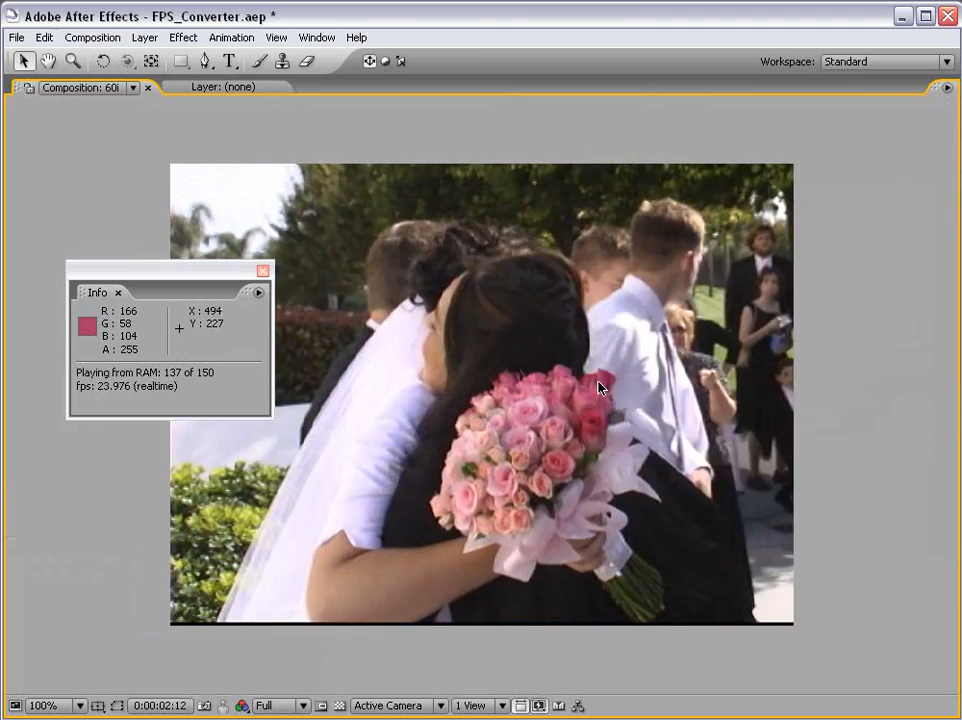 Adobe After Effects - FPS_Converter.aep *
File Edit Composition Layer Effect Animation View Window Help
Workspace: Standard
Composition: 60i Layer: (none)
Info
R : 166 X : 494
G : 58 Y : 227
B : 104
A : 255
Playing from RAM: 137 of 150
fps: 23.976 (realtime)
100% 0:00:02:12 Full Active Camera 1 View